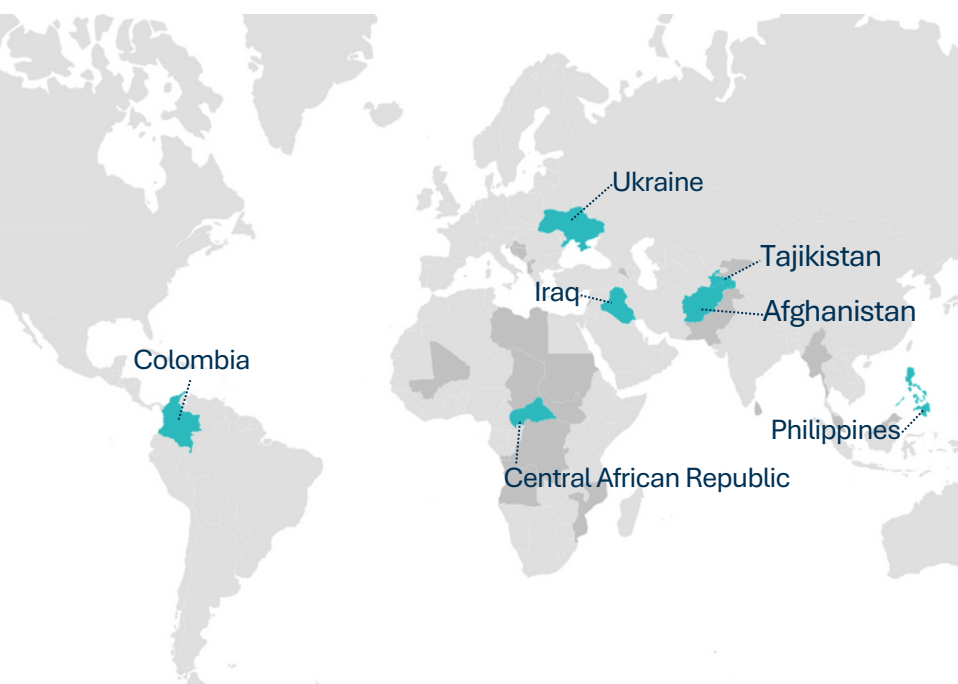 Ukraine
Tajikistan
Iraq
Afghanistan
Colombia
Philippines
Central African Republic